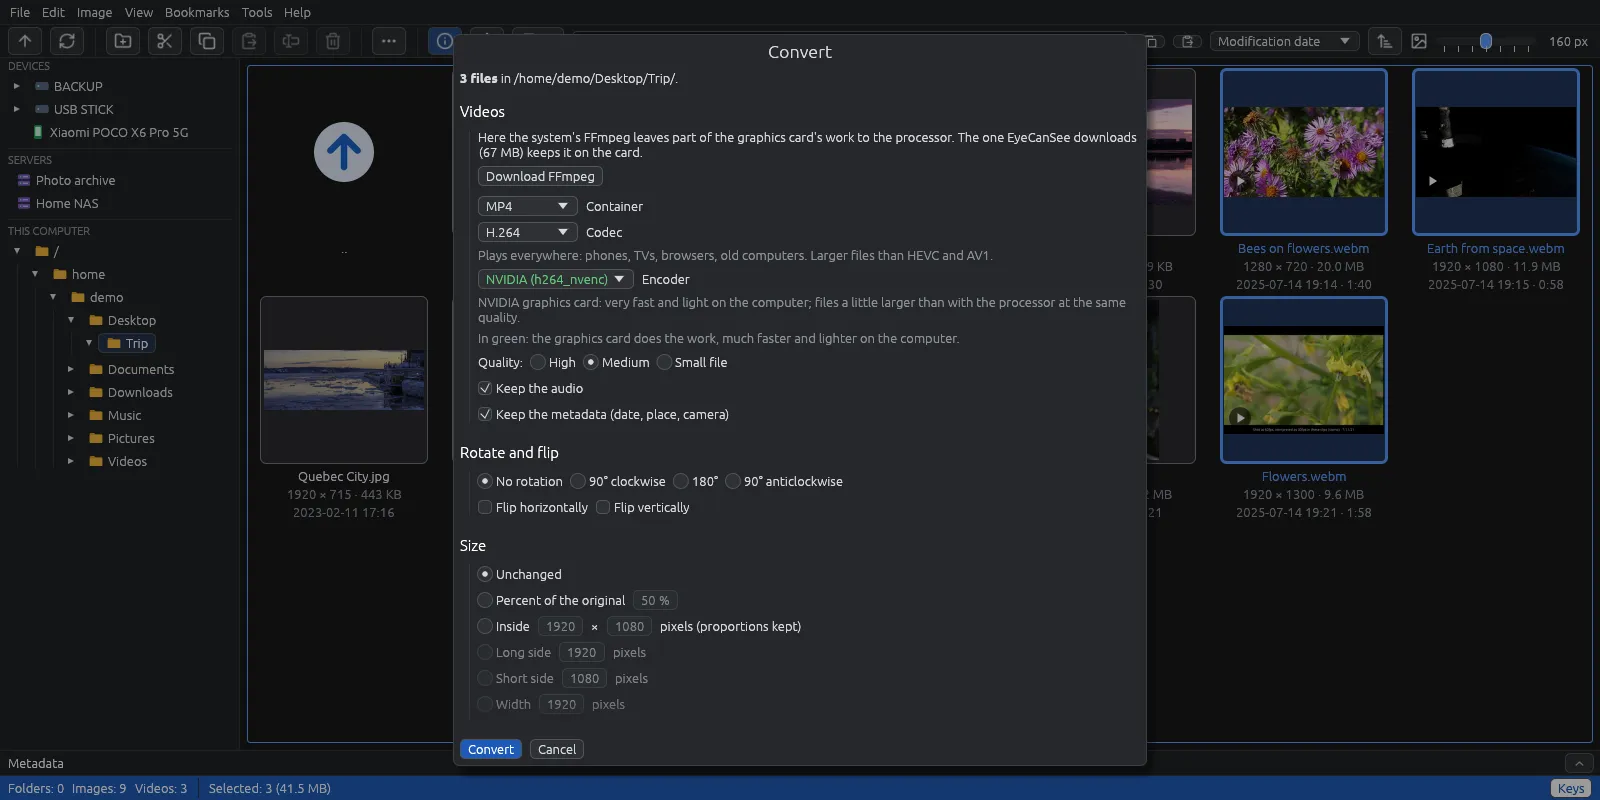 File Edit Image View Bookmarks Tools Help
Modification date
160 px
DEVICES
BACKUP
USB STICK
Xiaomi POCO X6 Pro 5G
SERVERS
Photo archive
Home NAS
THIS COMPUTER
/
home
demo
Desktop
Trip
Documents
Downloads
Music
Pictures
Videos
..
Quebec City.jpg
1920 × 715 · 443 KB
2023-02-11 17:16
Convert
3 files in /home/demo/Desktop/Trip/.
Videos
Here the system's FFmpeg leaves part of the graphics card's work to the processor. The one EyeCanSee downloads
(67 MB) keeps it on the card.
Download FFmpeg
MP4 Container
H.264 Codec
Plays everywhere: phones, TVs, browsers, old computers. Larger files than HEVC and AV1.
NVIDIA (h264_nvenc) Encoder
NVIDIA graphics card: very fast and light on the computer; files a little larger than with the processor at the same
quality.
In green: the graphics card does the work, much faster and lighter on the computer.
Quality: High Medium Small file
Keep the audio
Keep the metadata (date, place, camera)
Rotate and flip
No rotation 90° clockwise 180° 90° anticlockwise
Flip horizontally Flip vertically
Size
Unchanged
Percent of the original 50 %
Inside 1920 × 1080 pixels (proportions kept)
Long side 1920 pixels
Short side 1080 pixels
Width 1920 pixels
Convert Cancel
9 KB
30
Bees on flowers.webm
1280 × 720 · 20.0 MB
2025-07-14 19:14 · 1:40
Earth from space.webm
1920 × 1080 · 11.9 MB
2025-07-14 19:15 · 0:58
MB
21
Flowers.webm
1920 × 1300 · 9.6 MB
2025-07-14 19:21 · 1:58
Metadata
Folders: 0 Images: 9 Videos: 3 Selected: 3 (41.5 MB)
Keys